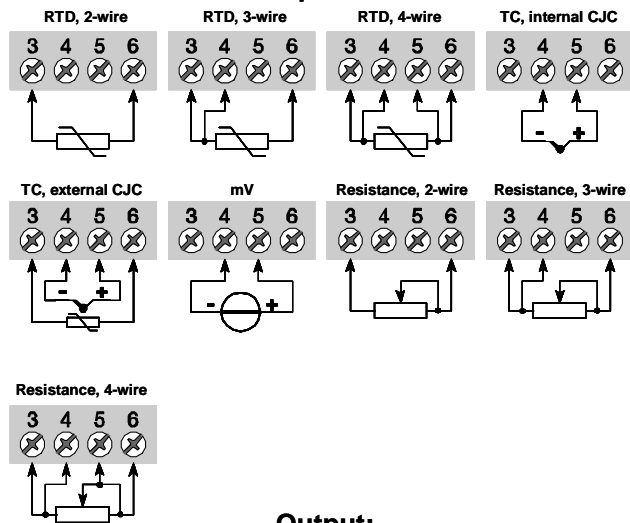 RTD, 2-wire
3 4 5 6
RTD, 3-wire
3 4 5 6
RTD, 4-wire
3 4 5 6
TC, internal CJC
3 4 5 6
- +
TC, external CJC
3 4 5 6
- +
mV
3 4 5 6
- +
Resistance, 2-wire
3 4 5 6
Resistance, 3-wire
3 4 5 6
Resistance, 4-wire
3 4 5 6
Output: